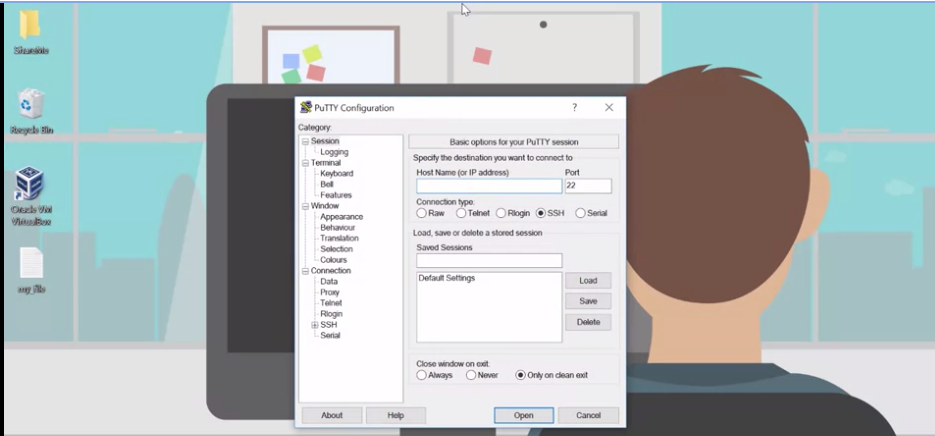 ShareMe
Recycle Bin
Oracle VM
VirtualBox
my_file
PuTTY Configuration
?
Category:
Session
Logging
Terminal
Keyboard
Bell
Features
Window
Appearance
Behaviour
Translation
Selection
Colours
Connection
Data
Proxy
Telnet
Rlogin
SSH
Serial
Basic options for your PuTTY session
Specify the destination you want to connect to
Host Name (or IP address) Port
22
Connection type:
Raw Telnet Rlogin SSH Serial
Load, save or delete a stored session
Saved Sessions
Default Settings
Load
Save
Delete
Close window on exit:
Always Never Only on clean exit
About Help Open Cancel